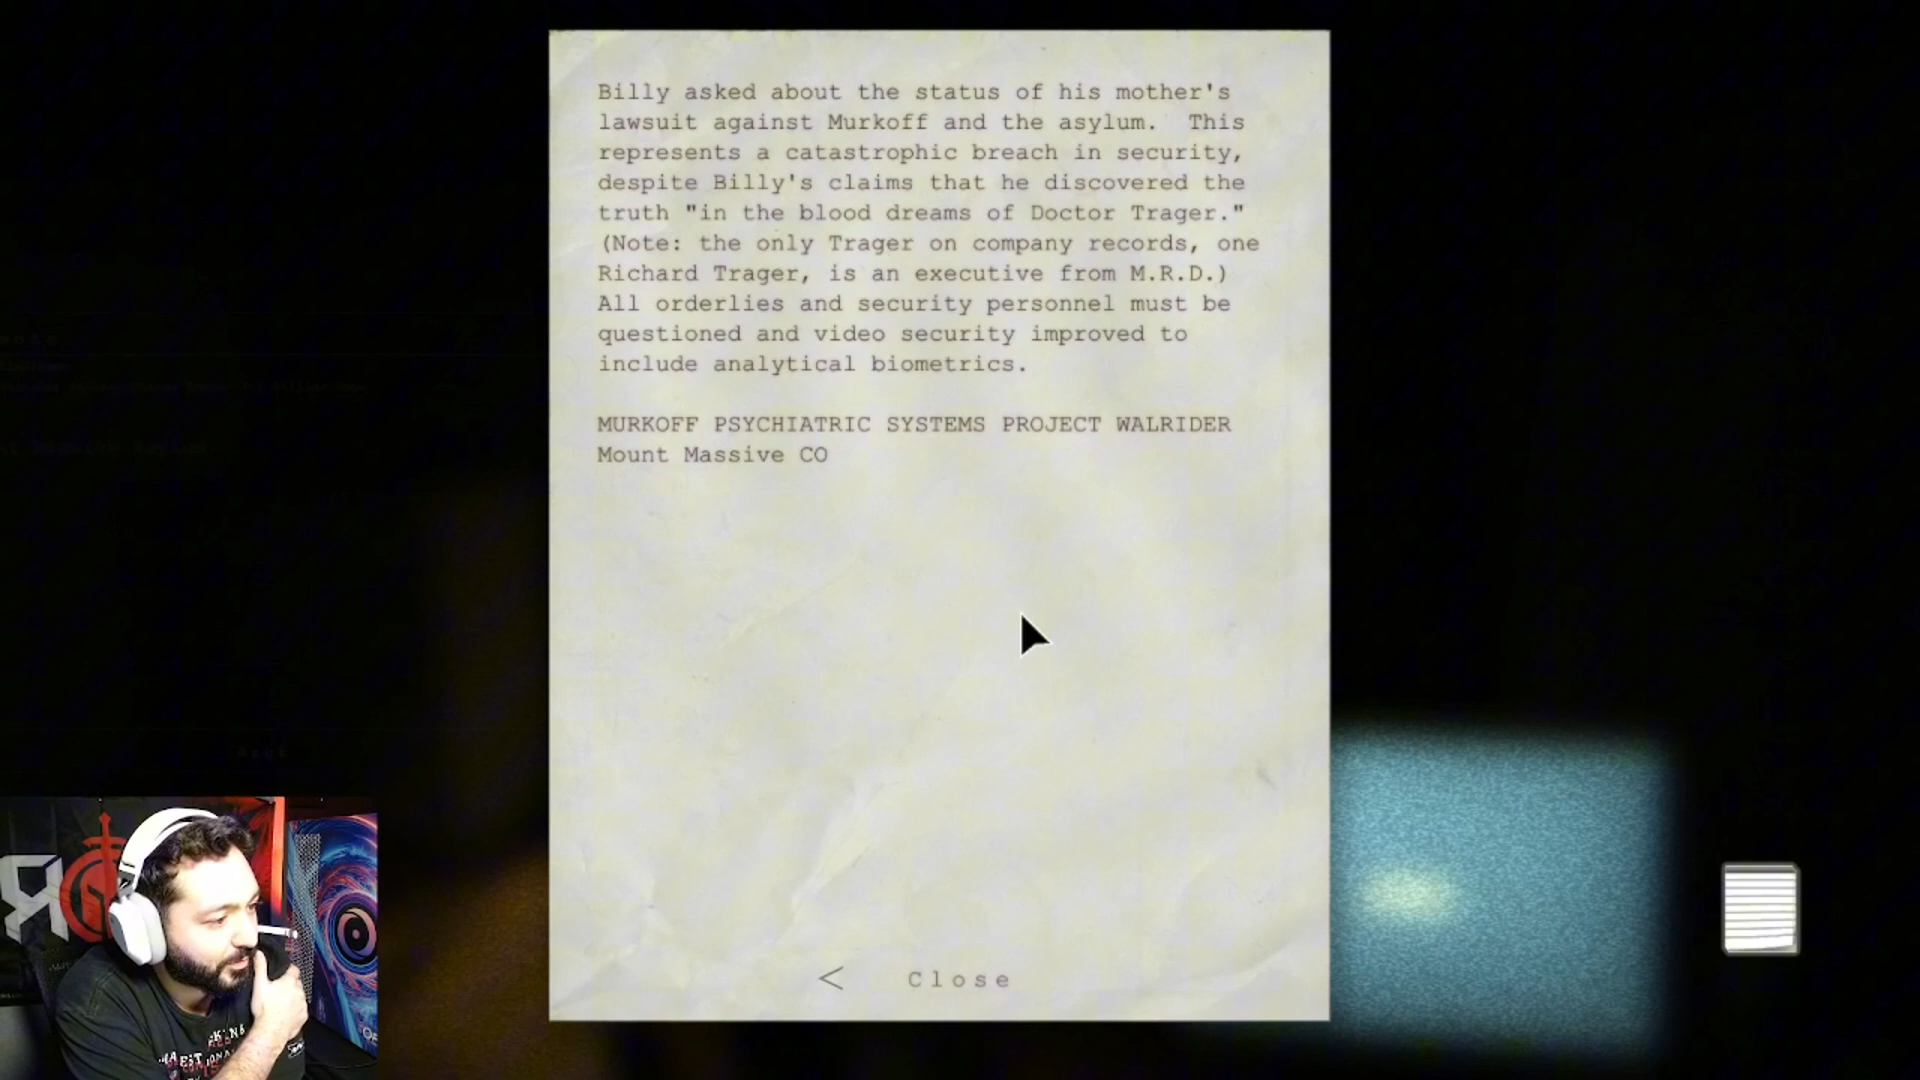 Billy asked about the status of his mother's
lawsuit against Murkoff and the asylum.  This
represents a catastrophic breach in security,
despite Billy's claims that he discovered the
truth "in the blood dreams of Doctor Trager."
(Note: the only Trager on company records, one
Richard Trager, is an executive from M.R.D.)
All orderlies and security personnel must be
questioned and video security improved to
include analytical biometrics.
MURKOFF PSYCHIATRIC SYSTEMS PROJECT WALRIDER
Mount Massive CO
< Close